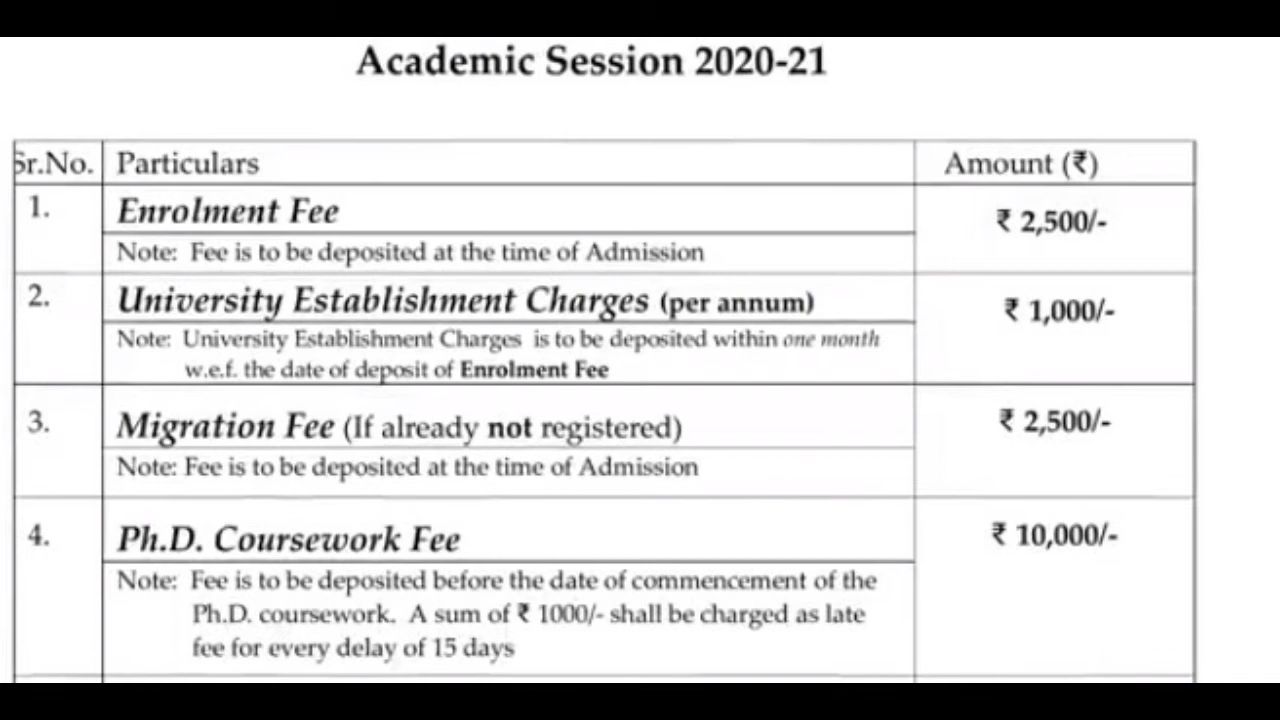 Academic Session 2020-21
Sr.No. Particulars Amount (₹)
1. Enrolment Fee ₹ 2,500/-
Note: Fee is to be deposited at the time of Admission
2. University Establishment Charges (per annum) ₹ 1,000/-
Note: University Establishment Charges is to be deposited within one month
w.e.f. the date of deposit of Enrolment Fee
3. Migration Fee (If already not registered) ₹ 2,500/-
Note: Fee is to be deposited at the time of Admission
4. Ph.D. Coursework Fee ₹ 10,000/-
Note: Fee is to be deposited before the date of commencement of the
Ph.D. coursework. A sum of ₹ 1000/- shall be charged as late
fee for every delay of 15 days